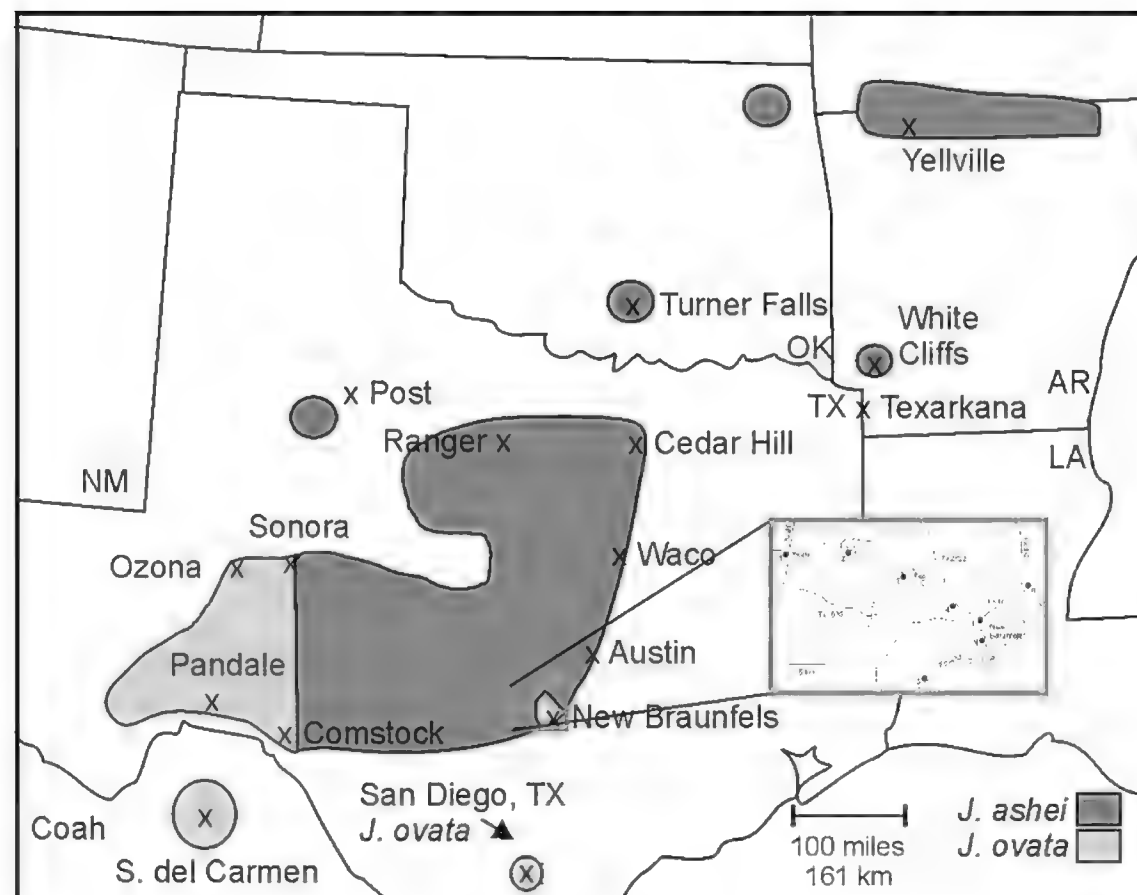 Yellville
Turner Falls
White
Cliffs
OK
AR
x Post
TX x Texarkana
Ranger x
x Cedar Hill
LA
NM
Sonora
Ozona x
x
x Waco
Pandale
x
x Austin
x New Braunfels
x Comstock
San Diego, TX
J. ovata
Coah
x
S. del Carmen
x
100 miles
161 km
J. ashei
J. ovata